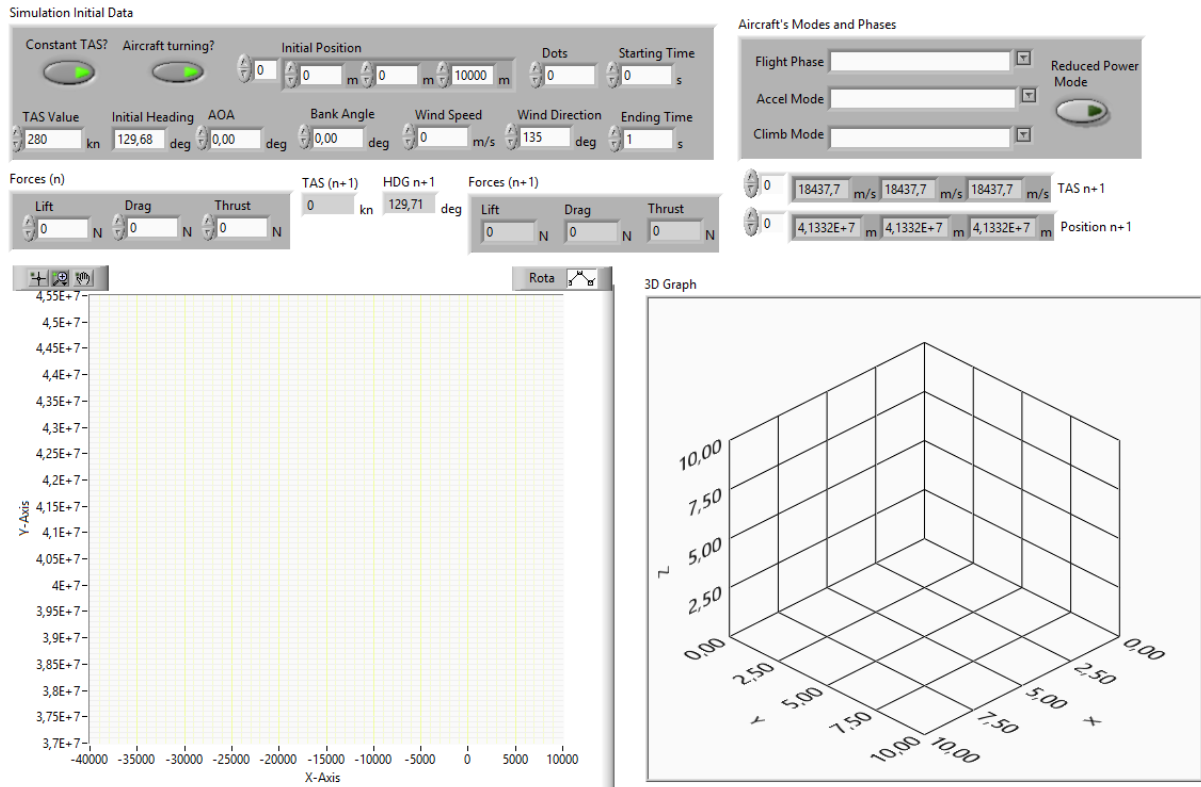 Simulation Initial Data
Constant TAS? Aircraft turning? Initial Position Dots Starting Time
0 0 m 0 m 10000 m 0 0 s
TAS Value Initial Heading AOA Bank Angle Wind Speed Wind Direction Ending Time
280 kn 129,68 deg 0,00 deg 0,00 deg 0 m/s 135 deg 1 s
Aircraft's Modes and Phases
Flight Phase
Accel Mode
Climb Mode
Reduced Power
Mode
Forces (n)
Lift Drag Thrust
0 N 0 N 0 N
TAS (n+1) HDG n+1
0 kn 129,71 deg
Forces (n+1)
Lift Drag Thrust
0 N 0 N 0 N
0 18437,7 m/s 18437,7 m/s 18437,7 m/s TAS n+1
0 4,1332E+7 m 4,1332E+7 m 4,1332E+7 m Position n+1
Rota
4,55E+7
4,5E+7
4,45E+7
4,4E+7
4,35E+7
4,3E+7
4,25E+7
4,2E+7
4,15E+7
4,1E+7
4,05E+7
4E+7
3,95E+7
3,9E+7
3,85E+7
3,8E+7
3,75E+7
3,7E+7
Y-Axis
-40000 -35000 -30000 -25000 -20000 -15000 -10000 -5000 0 5000 10000
X-Axis
3D Graph
10,00
7,50
5,00
2,50
0,00
Z
2,50
5,00
7,50
10,00
Y
0,00
2,50
5,00
7,50
10,00
X